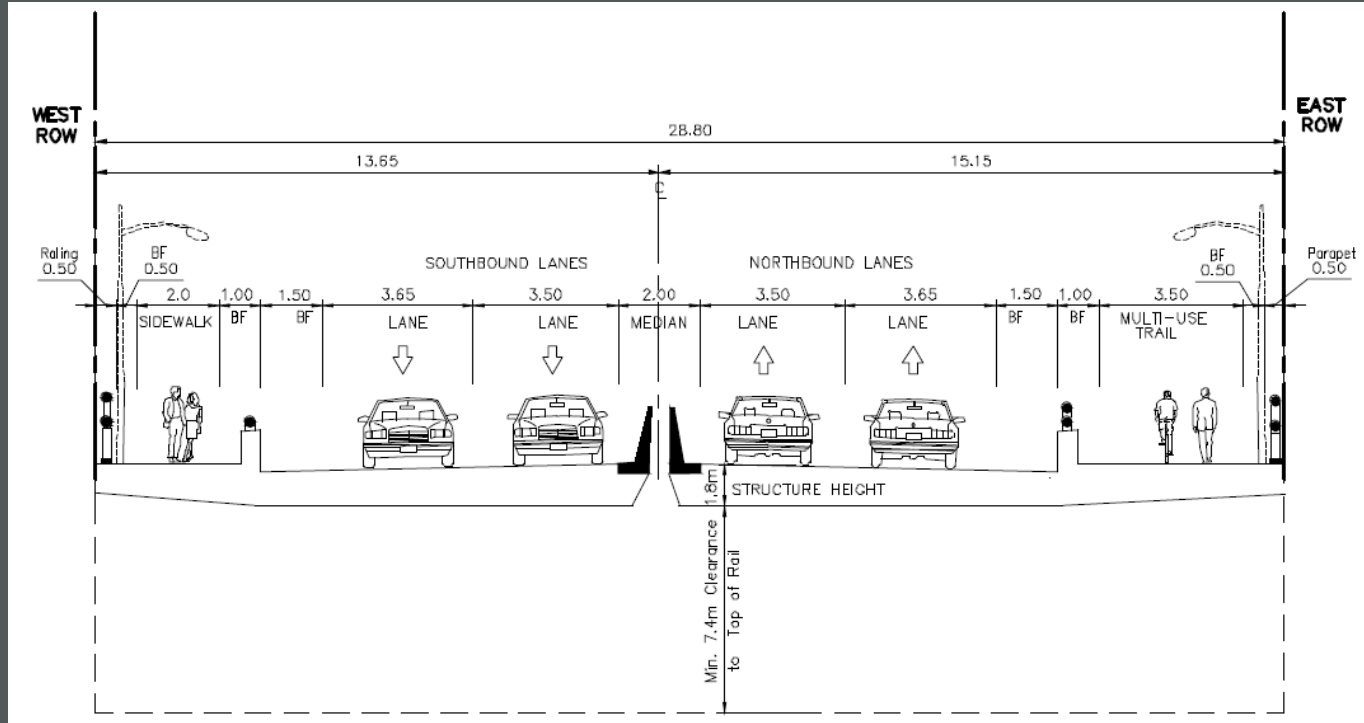 WEST
ROW
EAST
ROW
28.80
13.65
15.15
C
L
Raling
0.50
BF
0.50
SOUTHBOUND LANES
NORTHBOUND LANES
BF
0.50
Parapet
0.50
2.0
1.00
1.50
3.65
3.50
2.00
3.50
3.65
1.50
1.00
3.50
SIDEWALK
BF
BF
LANE
LANE
MEDIAN
LANE
LANE
BF
BF
MULTI-USE
TRAIL
1.8m
STRUCTURE HEIGHT
Min. 7.4m Clearance
to Top of Rail